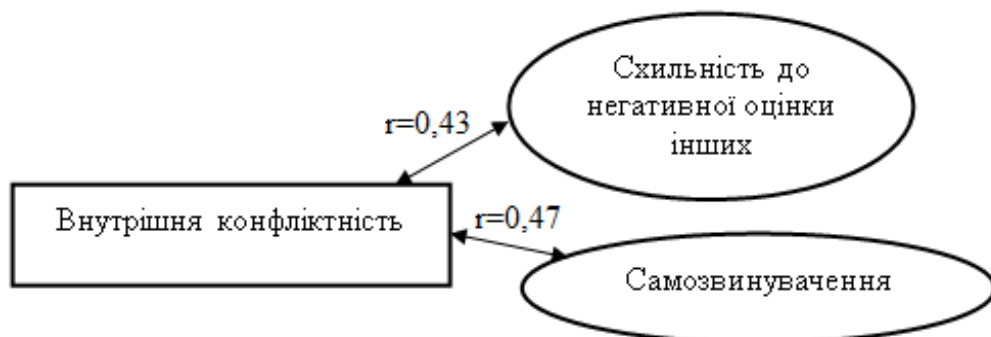 Схильність до
негативної оцінки
інших
r=0,43
Внутрішня конфліктність
r=0,47
Самозвинувачення